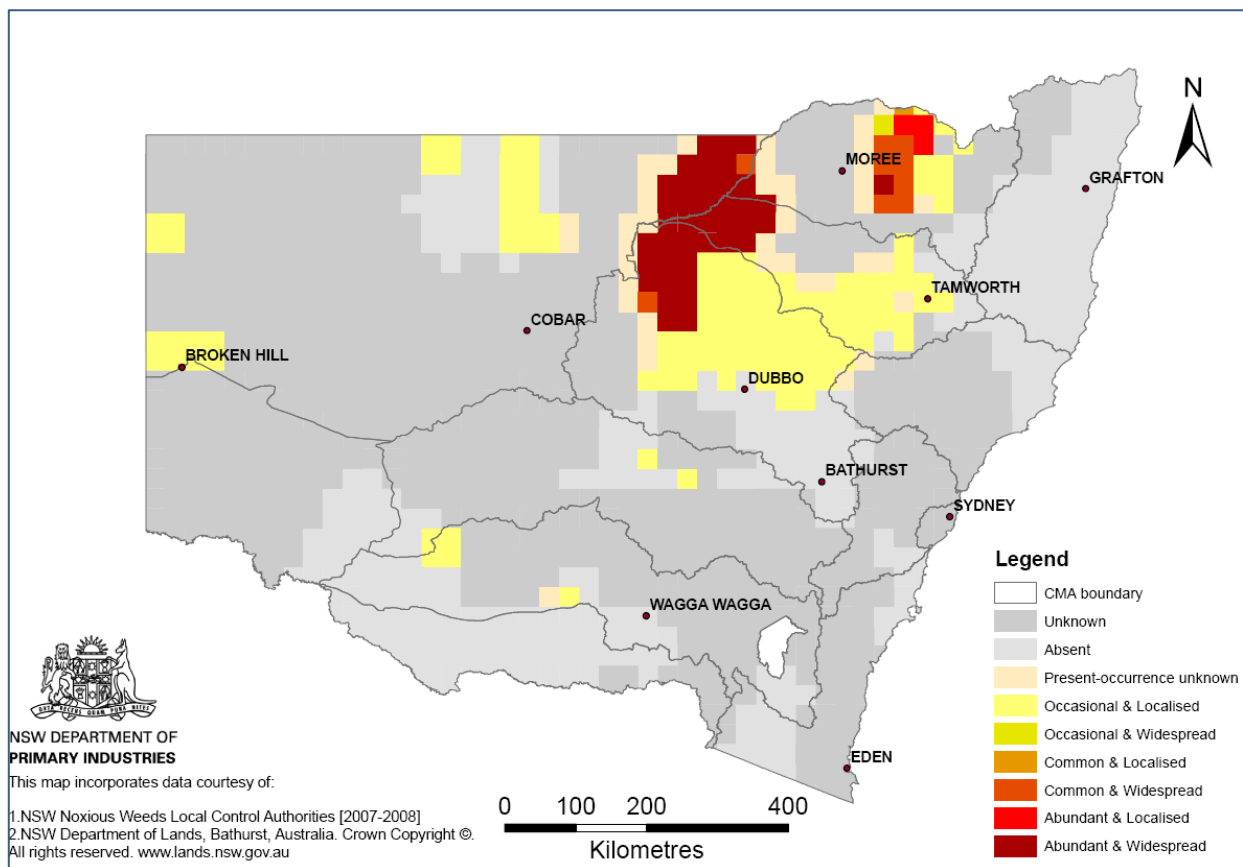 N
MOREE
GRAFTON
TAMWORTH
COBAR
BROKEN HILL
DUBBO
BATHURST
SYDNEY
WAGGA WAGGA
EDEN
Legend
CMA boundary
Unknown
Absent
Present-occurrence unknown
Occasional & Localised
Occasional & Widespread
Common & Localised
Common & Widespread
Abundant & Localised
Abundant & Widespread
NSW DEPARTMENT OF
PRIMARY INDUSTRIES
This map incorporates data courtesy of:
1.NSW Noxious Weeds Local Control Authorities [2007-2008]
2.NSW Department of Lands, Bathurst, Australia. Crown Copyright ©.
All rights reserved. www.lands.nsw.gov.au
0 100 200 400
Kilometres